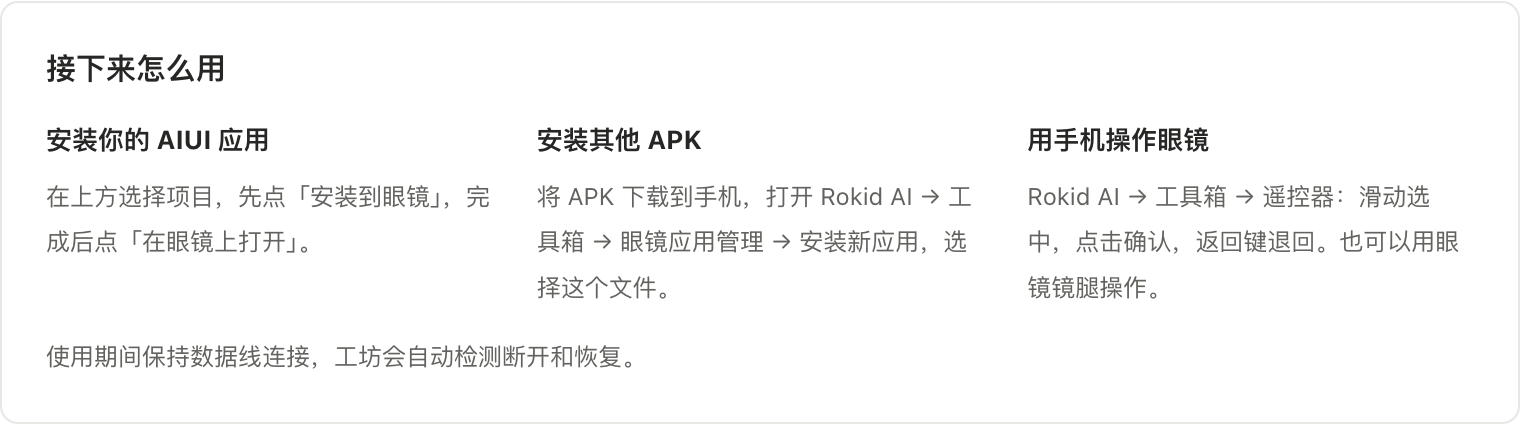 接下来怎么用
安装你的 AIUI 应用
在上方选择项目，先点「安装到眼镜」，完
成后点「在眼镜上打开」。
安装其他 APK
将 APK 下载到手机，打开 Rokid AI → 工
具箱 → 眼镜应用管理 → 安装新应用，选
择这个文件。
用手机操作眼镜
Rokid AI → 工具箱 → 遥控器：滑动选
中，点击确认，返回键退回。也可以用眼
镜镜腿操作。
使用期间保持数据线连接，工坊会自动检测断开和恢复。